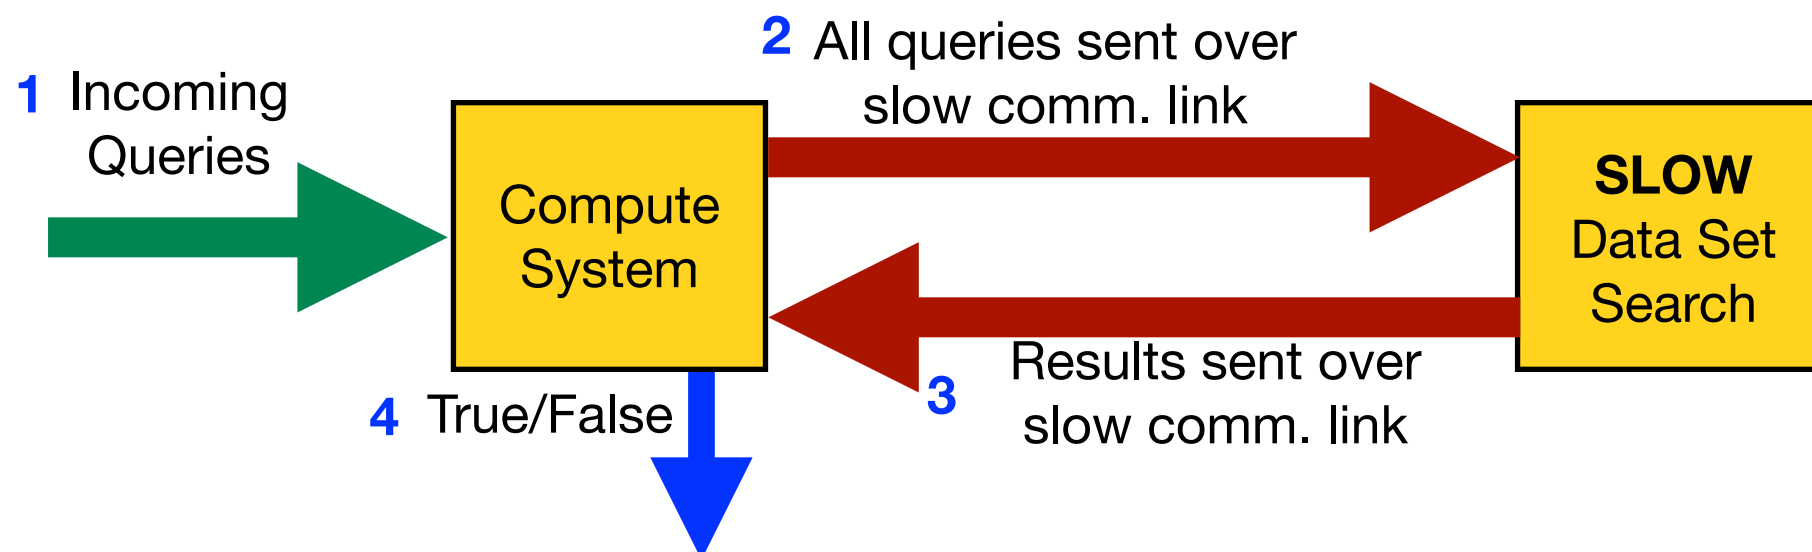 1 Incoming
Queries
2 All queries sent over
slow comm. link
Compute
System
SLOW
Data Set
Search
3 Results sent over
slow comm. link
4 True/False